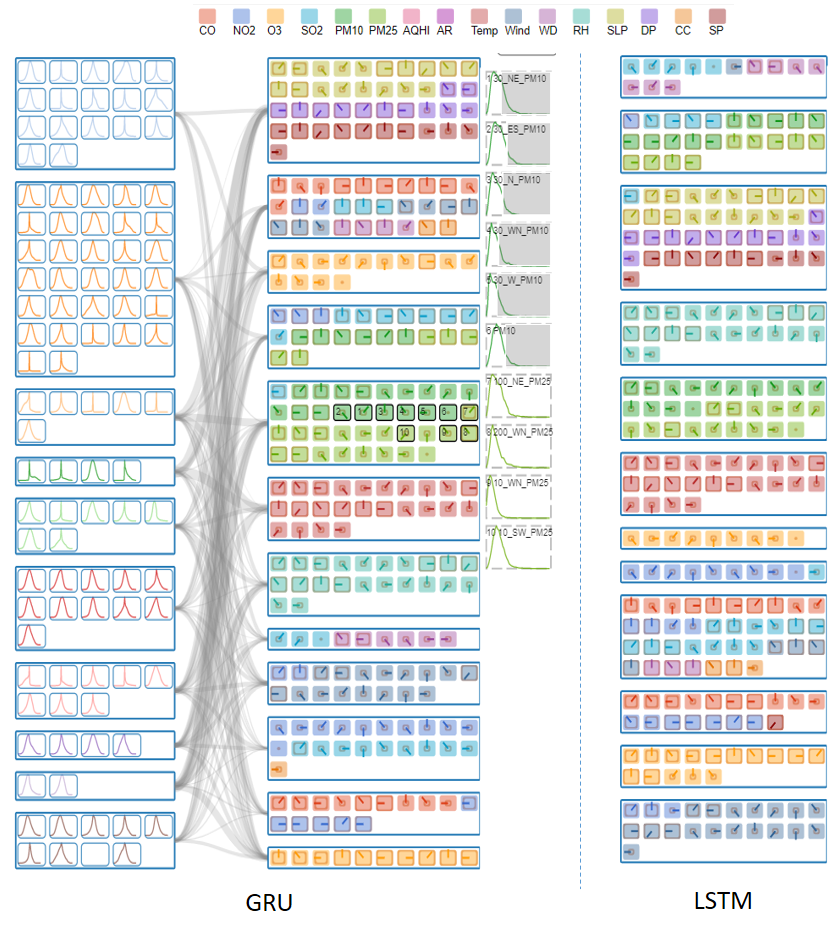 CO NO2 O3 SO2 PM10 PM25 AQHI AR Temp Wind WD RH SLP DP CC SP
1 30_NE_PM10
2 30_ES_PM10
3 30_N_PM10
4 30_WN_PM10
5 30_W_PM10
6 PM10
7 100_NE_PM25
8 200_WN_PM25
9 10_WN_PM25
10 10_SW_PM25
2 1 3 4 5 6 7
10 9 8
GRU LSTM